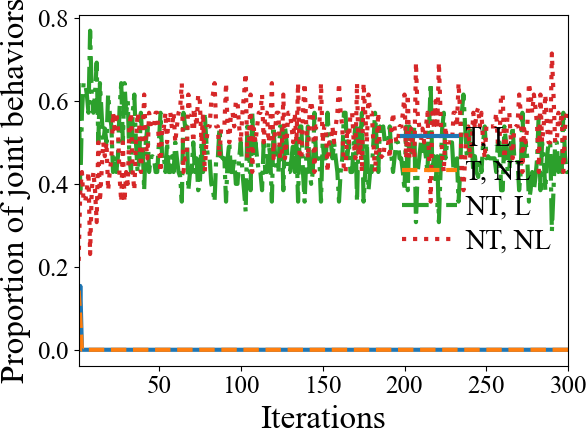 Proportion of joint behaviors
0.8
0.6
0.4
0.2
0.0
T, L
T, NL
NT, L
NT, NL
50
100
150
200
250
300
Iterations